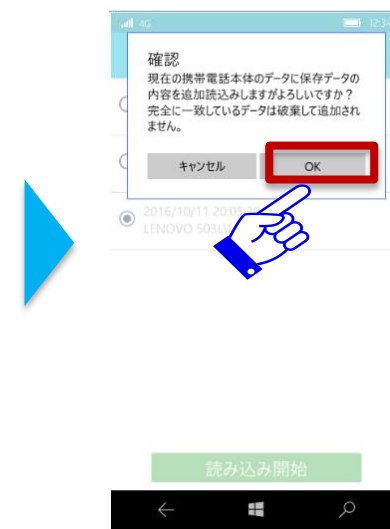 4G 12:34
確認
現在の携帯電話本体のデータに保存データの
内容を追加読込みしますがよろしいですか？
完全に一致しているデータは破棄して追加され
ません。
キャンセル OK
2016/10/11 20:05
LENOVO 503LV
読み込み開始